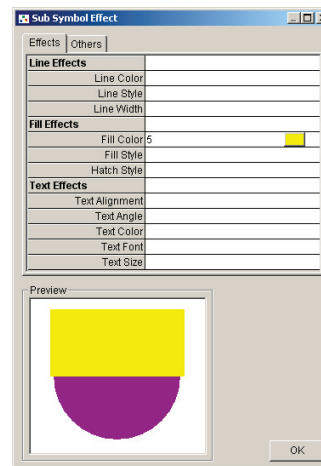 Sub Symbol Effect
Effects Others
Line Effects
Line Color
Line Style
Line Width
Fill Effects
Fill Color 5
Fill Style
Hatch Style
Text Effects
Text Alignment
Text Angle
Text Color
Text Font
Text Size
Preview
OK